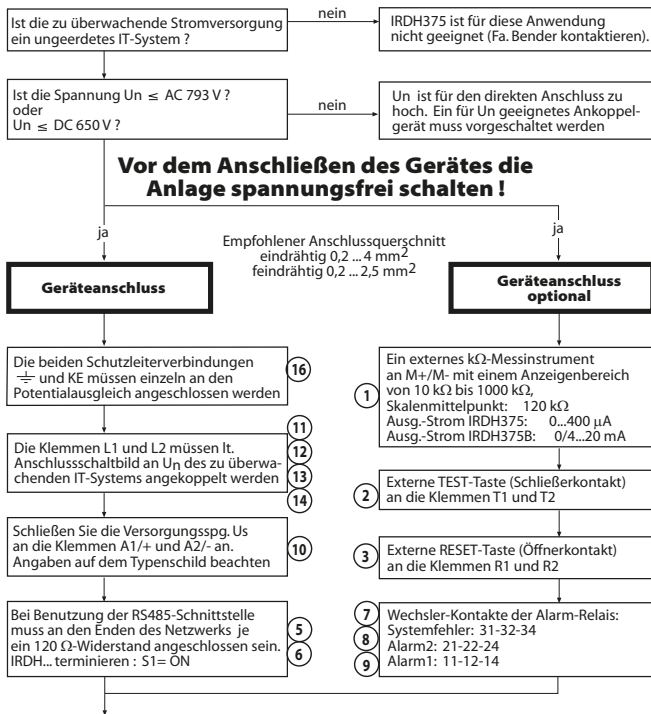 Ist die zu überwachende Stromversorgung
ein ungeerdetes IT-System ?
nein
IRDH375 ist für diese Anwendung
nicht geeignet (Fa. Bender kontaktieren).
Ist die Spannung Un ≤ AC 793 V ?
oder
Un ≤ DC 650 V ?
nein
Un ist für den direkten Anschluss zu
hoch. Ein für Un geeignetes Ankoppel-
gerät muss vorgeschaltet werden
Vor dem Anschließen des Gerätes die
Anlage spannungsfrei schalten !
ja
ja
Empfohlener Anschlussquerschnitt
eindrähtig 0,2 ... 4 mm²
feindrähtig 0,2 ... 2,5 mm²
Geräteanschluss
Geräteanschluss
optional
Die beiden Schutzleiterverbindungen
⏚ und KE müssen einzeln an den
Potentialausgleich angeschlossen werden
16
Die Klemmen L1 und L2 müssen lt.
Anschlussschaltbild an Un des zu überwa-
chenden IT-Systems angekoppelt werden
11
12
13
14
Schließen Sie die Versorgungsspg. Us
an die Klemmen A1/+ und A2/- an.
Angaben auf dem Typenschild beachten
10
Bei Benutzung der RS485-Schnittstelle
muss an den Enden des Netzwerks je
ein 120 Ω-Widerstand angeschlossen sein.
IRDH... terminieren : S1= ON
5
6
1
Ein externes kΩ-Messinstrument
an M+/M- mit einem Anzeigenbereich
von 10 kΩ bis 1000 kΩ,
Skalenmittelpunkt: 120 kΩ
Ausg.-Strom IRDH375: 0...400 µA
Ausg.-Strom IRDH375B: 0/4...20 mA
2
Externe TEST-Taste (Schließerkontakt)
an die Klemmen T1 und T2
3
Externe RESET-Taste (Öffnerkontakt)
an die Klemmen R1 und R2
7
8
9
Wechsler-Kontakte der Alarm-Relais:
Systemfehler: 31-32-34
Alarm2: 21-22-24
Alarm1: 11-12-14